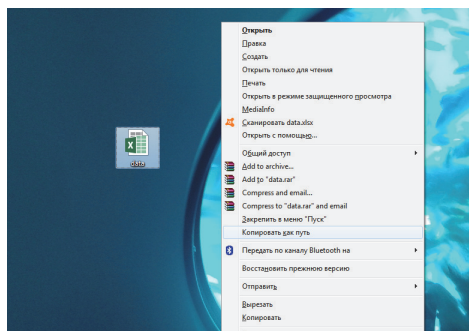 data
Открыть
Правка
Создать
Открыть только для чтения
Печать
Открыть в режиме защищенного просмотра
MediaInfo
Сканировать data.xlsx
Открыть с помощью...
Общий доступ
Add to archive...
Add to "data.rar"
Compress and email...
Compress to "data.rar" and email
Закрепить в меню "Пуск"
Копировать как путь
Передать по каналу Bluetooth на
Восстановить прежнюю версию
Отправить
Вырезать
Копировать